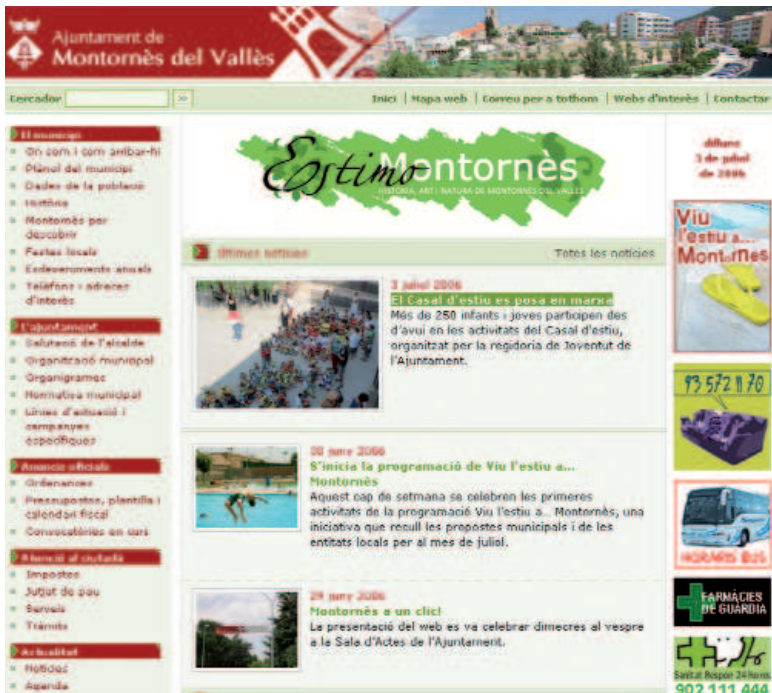 Ajuntament de
Montornès del Vallès
Cercador
Inici | Mapa web | Correu per a tothom | Webs d'interès | Contactar
El municipi
On som i com arribar-hi
Plànol del municipi
Dades de la població
Història
Montornès per
descobrir
Festes locals
Esdeveniments anuals
Telèfons i adreces
d'interès
L'ajuntament
Salutació de l'alcalde
Organització municipal
Organigrames
Normativa municipal
Línies d'actuació i
campanyes
específiques
Anuncis oficials
Ordenances
Pressupostos, plantilla i
calendari fiscal
Convocatòries en curs
Atenció al ciutadà
Impostos
Jutjat de pau
Serveis
Tràmits
Actualitat
Notícies
Agenda
Estimo Montornès
HISTÒRIA, ART I NATURA DE MONTORNÈS DEL VALLÈS
Últimes notícies
Totes les notícies
3 juliol 2006
El Casal d'estiu es posa en marxa
Més de 250 infants i joves participen des
d'avui en les activitats del Casal d'estiu,
organitzat per la regidoria de Joventut de
l'Ajuntament.
30 juny 2006
S'inicia la programació de Viu l'estiu a...
Montornès
Aquest cap de setmana se celebren les primeres
activitats de la programació Viu l'estiu a... Montornès, una
iniciativa que recull les propostes municipals i de les
entitats locals per al mes de juliol.
29 juny 2006
Montornès a un clic!
La presentació del web es va celebrar dimecres al vespre
a la Sala d'Actes de l'Ajuntament.
dilluns
3 de juliol
de 2006
Viu
l'estiu a...
Montornès
93 572 11 70
HORARIS BUS
FARMÀCIES
DE GUÀRDIA
Sanitat Respon 24 hores
902 111 444